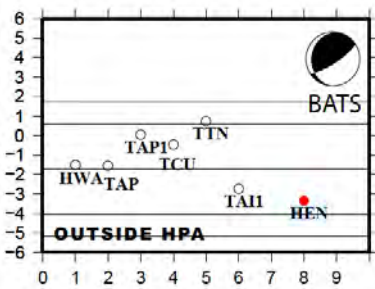 6
5
4
3
2
1
0
−1
−2
−3
−4
−5
−6
BATS
TTN
TAP1
TCU
HWA TAP
TAI1
HEN
OUTSIDE HPA
0 1 2 3 4 5 6 7 8 9